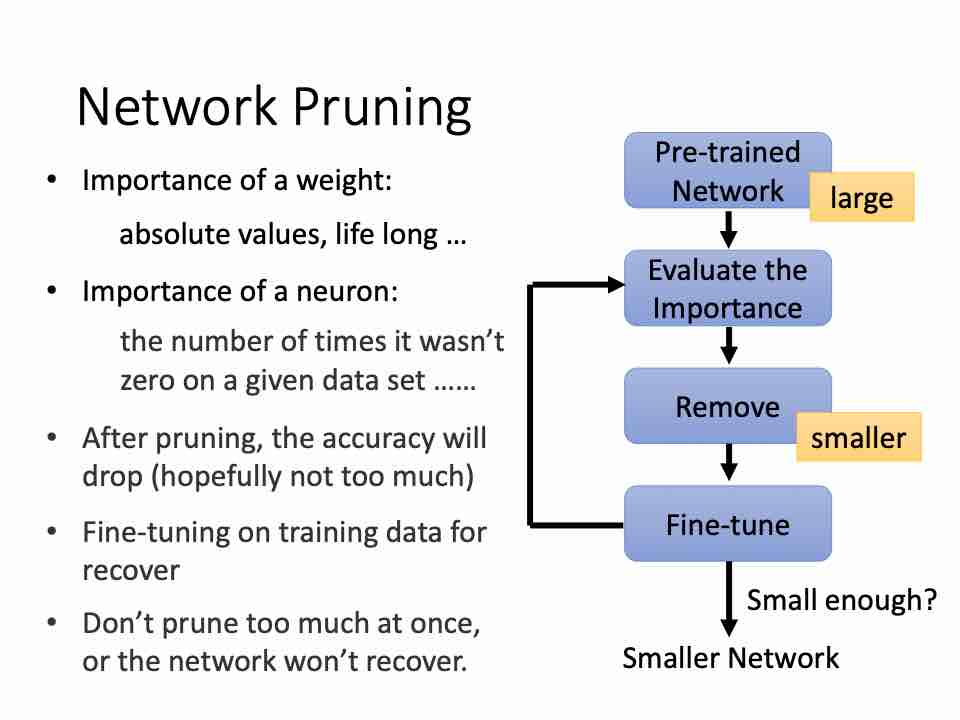 Network Pruning
• Importance of a weight:
absolute values, life long …
• Importance of a neuron:
the number of times it wasn’t
zero on a given data set ……
• After pruning, the accuracy will
drop (hopefully not too much)
• Fine-tuning on training data for
recover
• Don’t prune too much at once,
or the network won’t recover.
Pre-trained
Network
large
Evaluate the
Importance
Remove
smaller
Fine-tune
Small enough?
Smaller Network